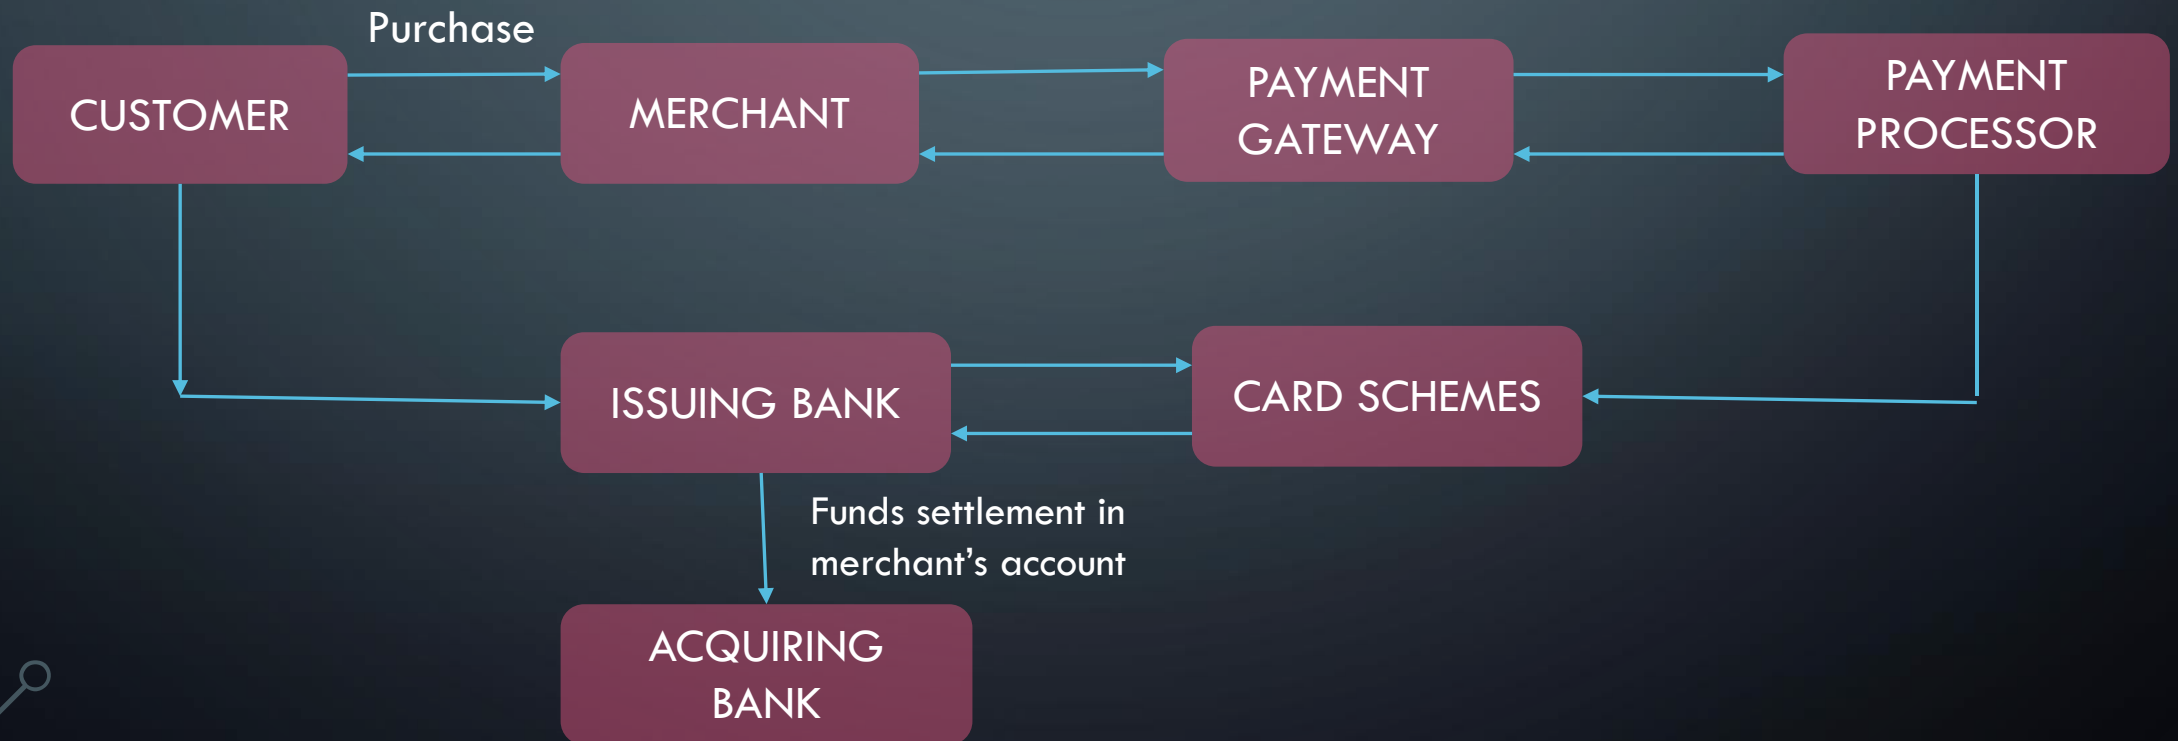 Purchase
CUSTOMER
MERCHANT
PAYMENT
GATEWAY
PAYMENT
PROCESSOR
ISSUING BANK
CARD SCHEMES
Funds settlement in
merchant’s account
ACQUIRING
BANK